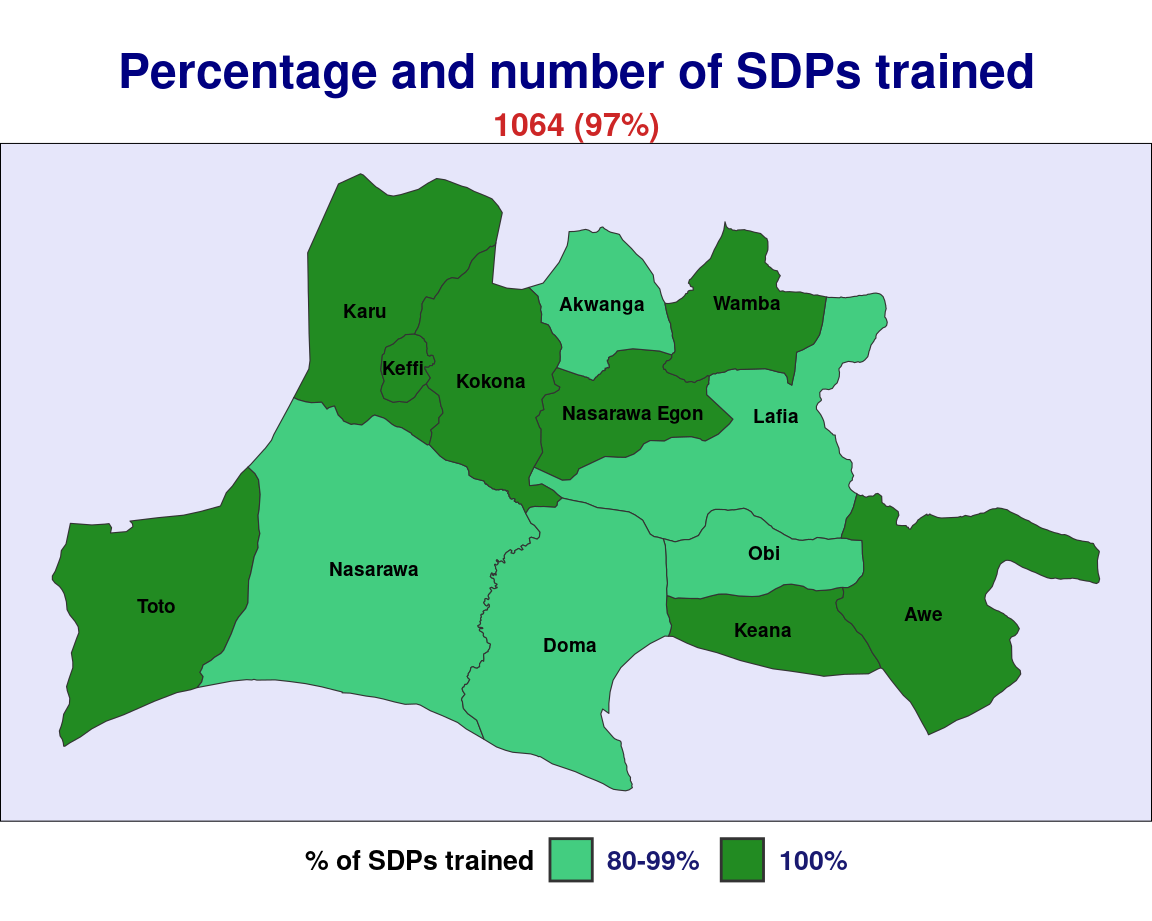 Percentage and number of SDPs trained
1064 (97%)
Karu
Akwanga
Wamba
Keffi
Kokona
Nasarawa Egon
Lafia
Nasarawa
Obi
Toto
Awe
Keana
Doma
% of SDPs trained 80-99% 100%